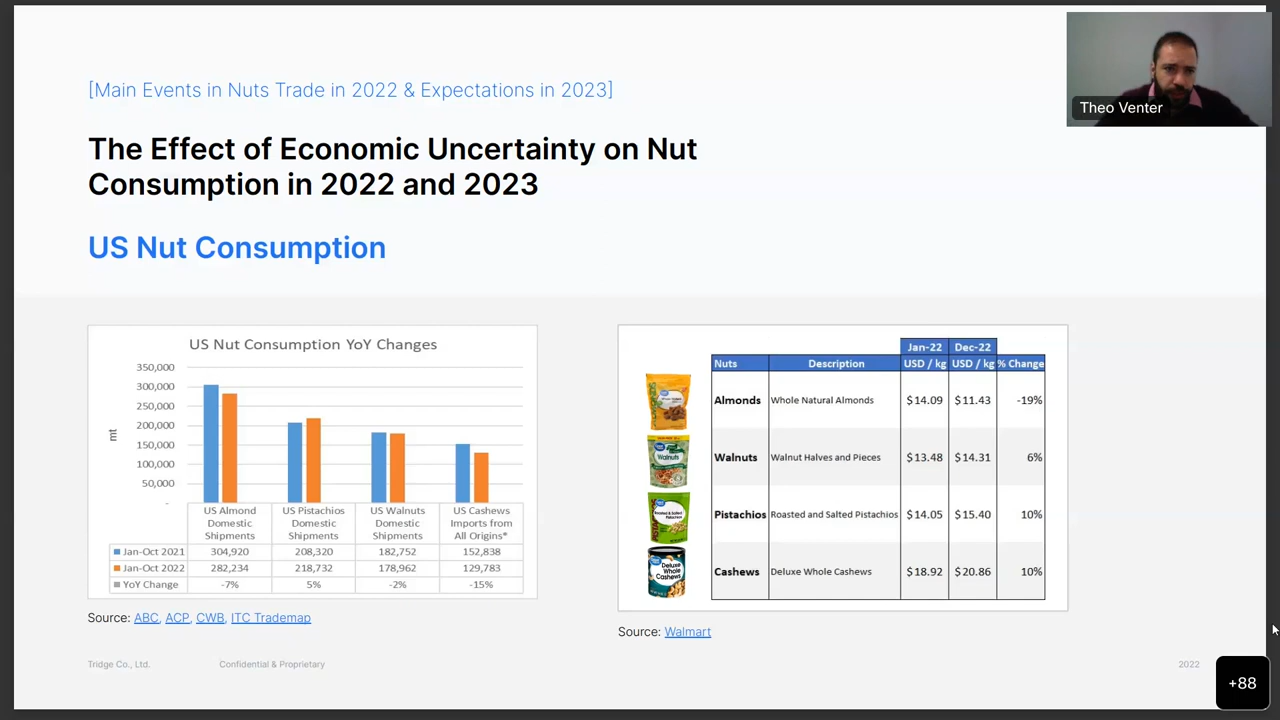 Theo Venter
[Main Events in Nuts Trade in 2022 & Expectations in 2023]
The Effect of Economic Uncertainty on Nut
Consumption in 2022 and 2023
US Nut Consumption
US Nut Consumption YoY Changes
350,000
300,000
250,000
200,000
150,000
100,000
50,000
-
mt
US Almond Domestic Shipments
US Pistachios Domestic Shipments
US Walnuts Domestic Shipments
US Cashews Imports from All Origins*
Jan-Oct 2021 304,920 208,320 182,752 152,838
Jan-Oct 2022 282,234 218,732 178,962 129,783
YoY Change -7% 5% -2% -15%
Source: ABC, ACP, CWB, ITC Trademap
Jan-22 Dec-22
Nuts Description USD / kg USD / kg % Change
Almonds Whole Natural Almonds $14.09 $11.43 -19%
Walnuts Walnut Halves and Pieces $13.48 $14.31 6%
Pistachios Roasted and Salted Pistachios $14.05 $15.40 10%
Cashews Deluxe Whole Cashews $18.92 $20.86 10%
Walnuts
Deluxe Whole Cashews
Source: Walmart
Tridge Co., Ltd. Confidential & Proprietary 2022
+88